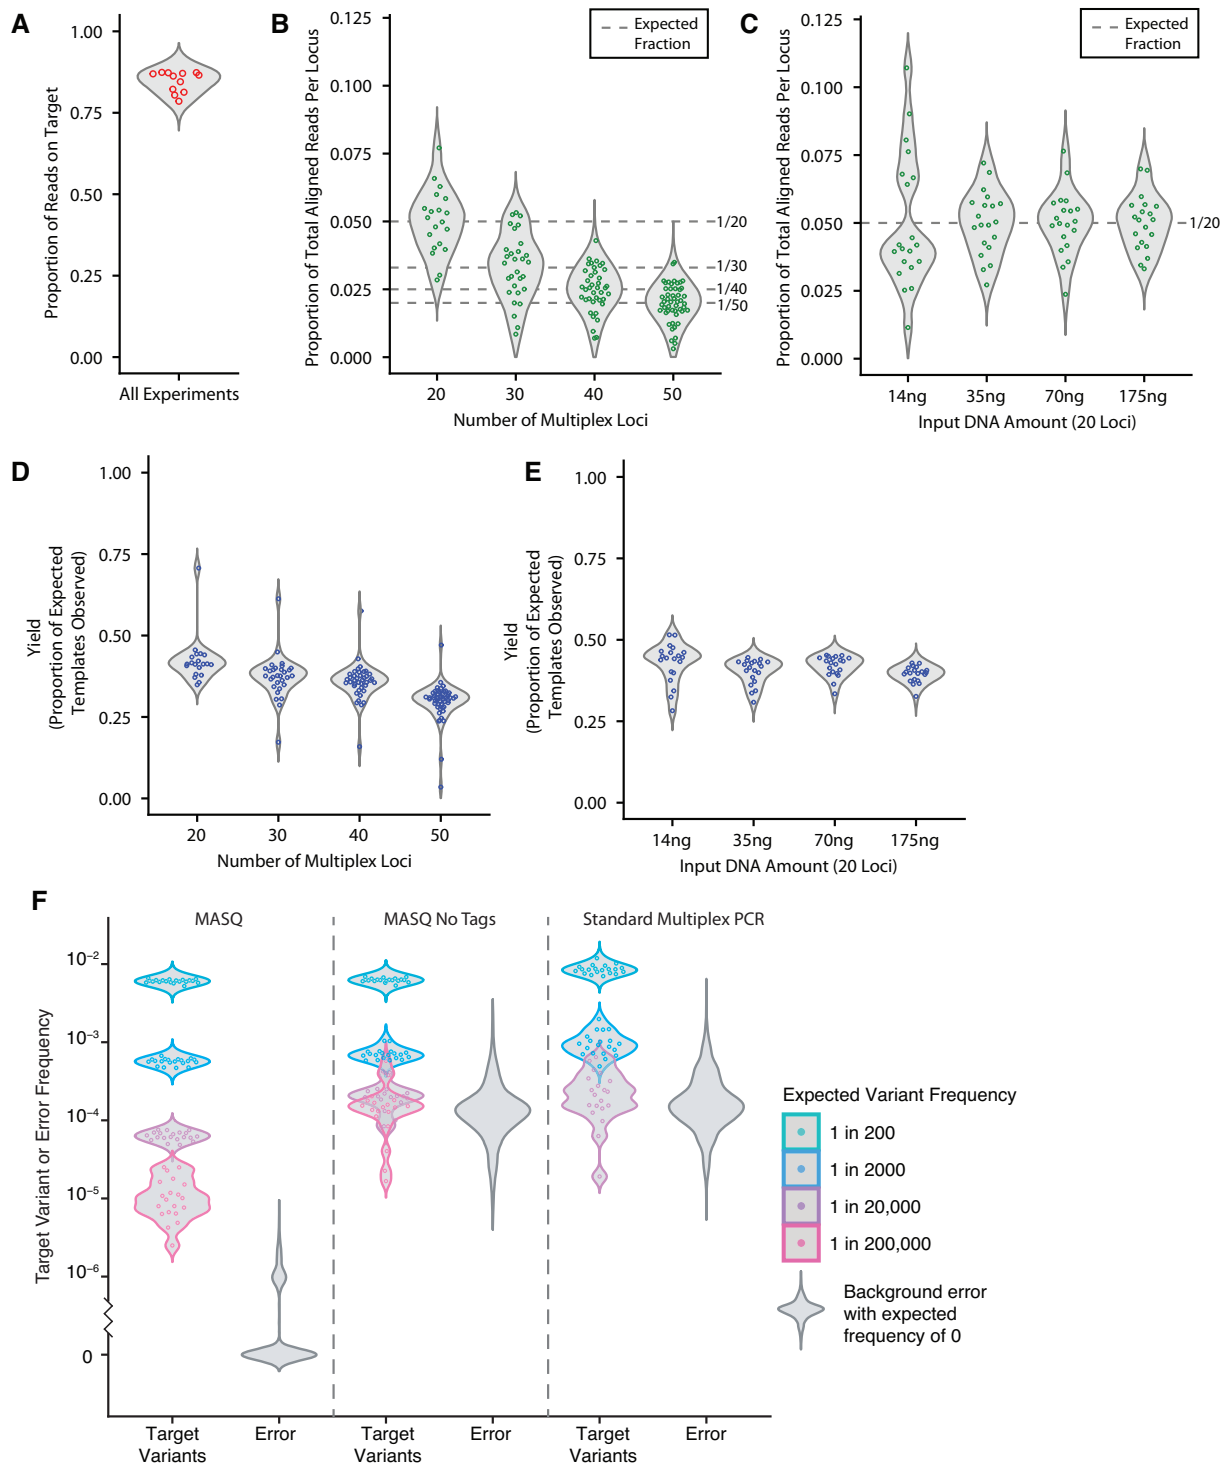 A
Proportion of Reads on Target
1.00
0.75
0.50
0.25
0.00
All Experiments
B
Proportion of Total Aligned Reads Per Locus
0.125
0.100
0.075
0.050
0.025
0.000
Expected
Fraction
1/20
1/30
1/40
1/50
20
30
40
50
Number of Multiplex Loci
C
Proportion of Total Aligned Reads Per Locus
0.125
0.100
0.075
0.050
0.025
0.000
Expected
Fraction
1/20
14ng
35ng
70ng
175ng
Input DNA Amount (20 Loci)
D
Yield
(Proportion of Expected
Templates Observed)
1.00
0.75
0.50
0.25
0.00
20
30
40
50
Number of Multiplex Loci
E
Yield
(Proportion of Expected
Templates Observed)
1.00
0.75
0.50
0.25
0.00
14ng
35ng
70ng
175ng
Input DNA Amount (20 Loci)
F
Target Variant or Error Frequency
10⁻²
10⁻³
10⁻⁴
10⁻⁵
10⁻⁶
0
MASQ
MASQ No Tags
Standard Multiplex PCR
Target
Variants
Error
Target
Variants
Error
Target
Variants
Error
Expected Variant Frequency
1 in 200
1 in 2000
1 in 20,000
1 in 200,000
Background error
with expected
frequency of 0